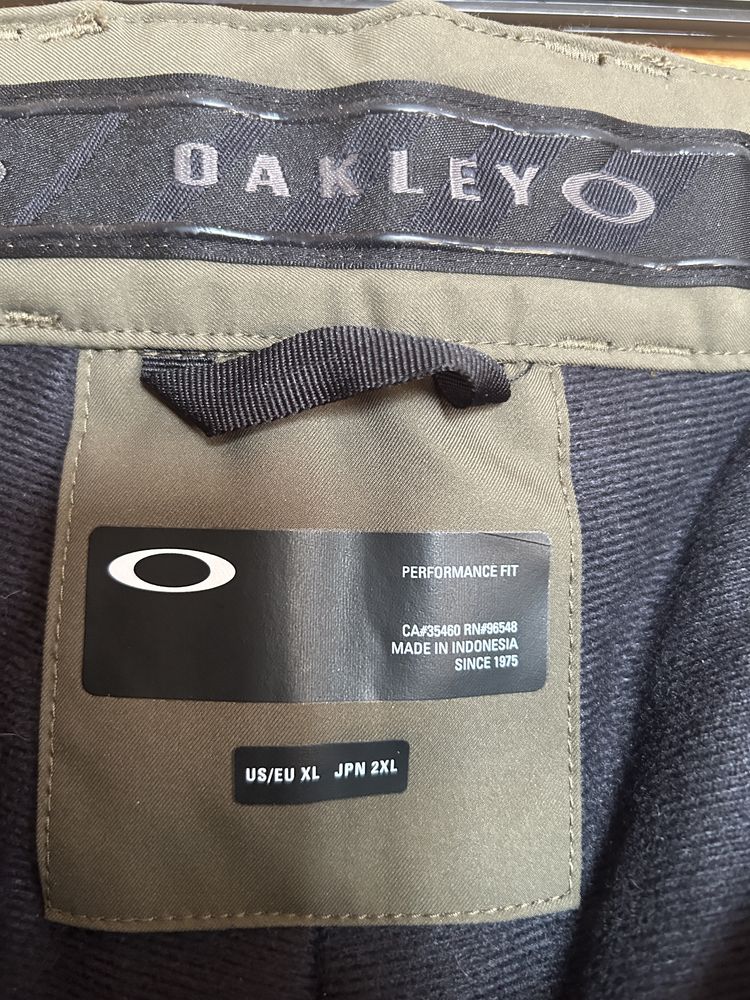 OAKLEY
PERFORMANCE FIT
CA#35460 RN#96548
MADE IN INDONESIA
SINCE 1975
US/EU XL JPN 2XL